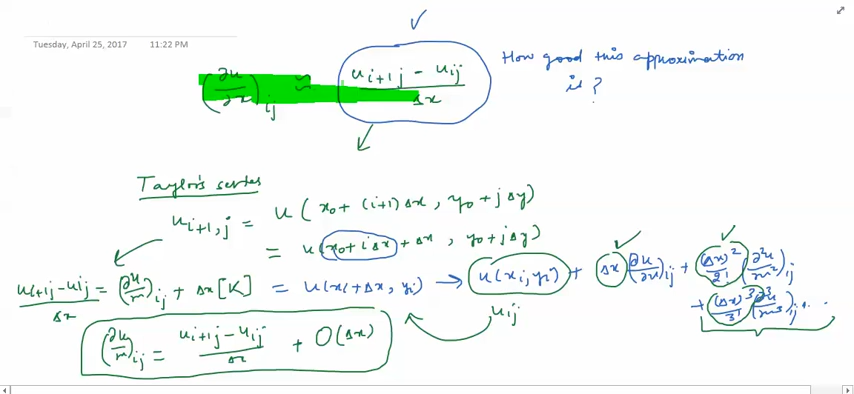 Tuesday, April 25, 2017 11:22 PM
(∂u/∂x)ij ≈ (ui+1j − uij)/Δx
How good this approximation
is?
Taylor's series
ui+1,j = u(x0 + (i+1)Δx, y0 + jΔy)
= u(x0 + iΔx + Δx, y0 + jΔy)
(ui+1j − uij)/Δx = (∂u/∂x)ij + Δx[K] = u(xi + Δx, yj) → u(xi, yj) + Δx(∂u/∂x)ij + (Δx)²/2! (∂²u/∂x²)ij
+ (Δx)³/3! (∂³u/∂x³)ij ...
uij
(∂u/∂x)ij = (ui+1j − uij)/Δx + O(Δx)